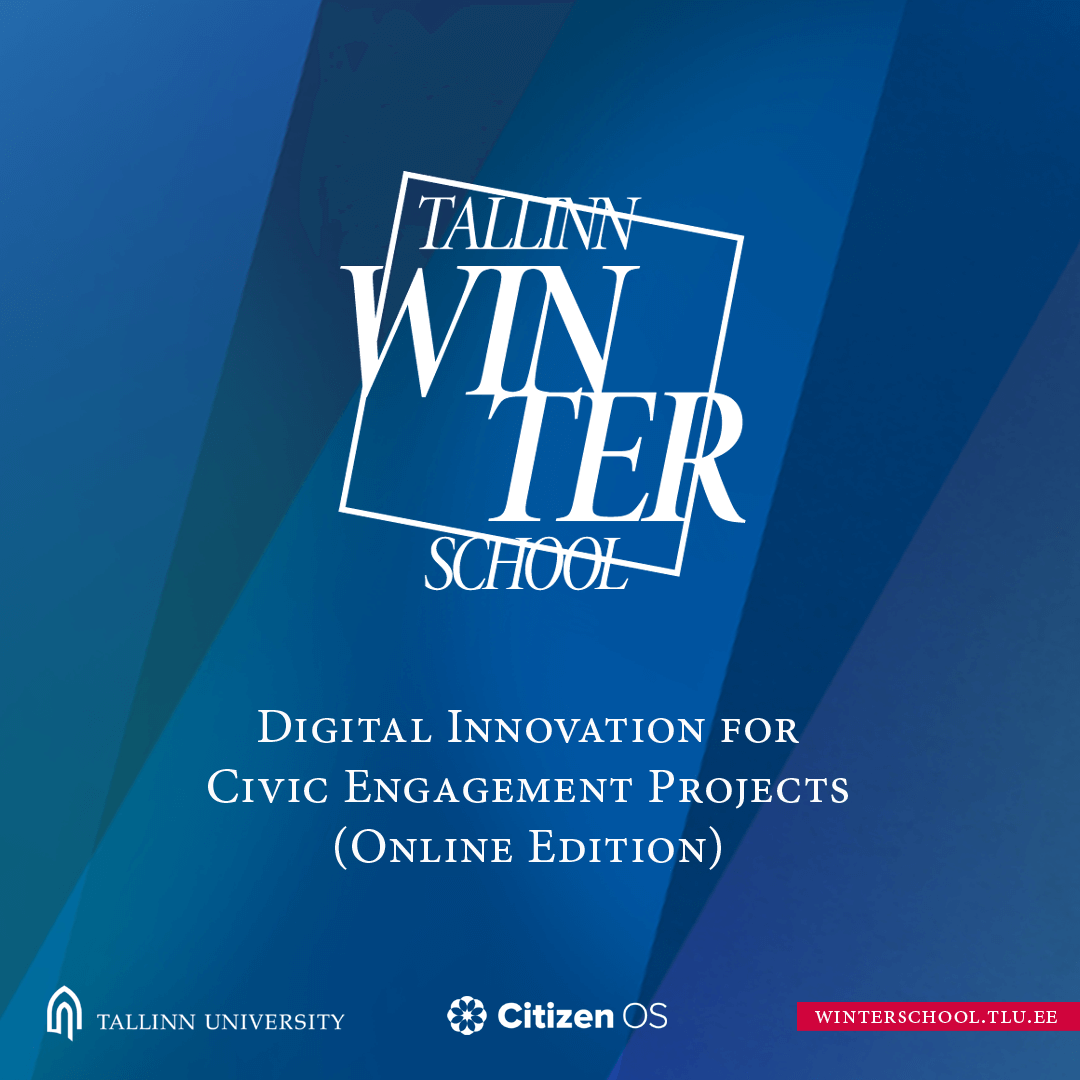 TALLINN
WIN
TER
SCHOOL
Digital Innovation for
Civic Engagement Projects
(Online Edition)
TALLINN UNIVERSITY
Citizen OS
WINTERSCHOOL.TLU.EE